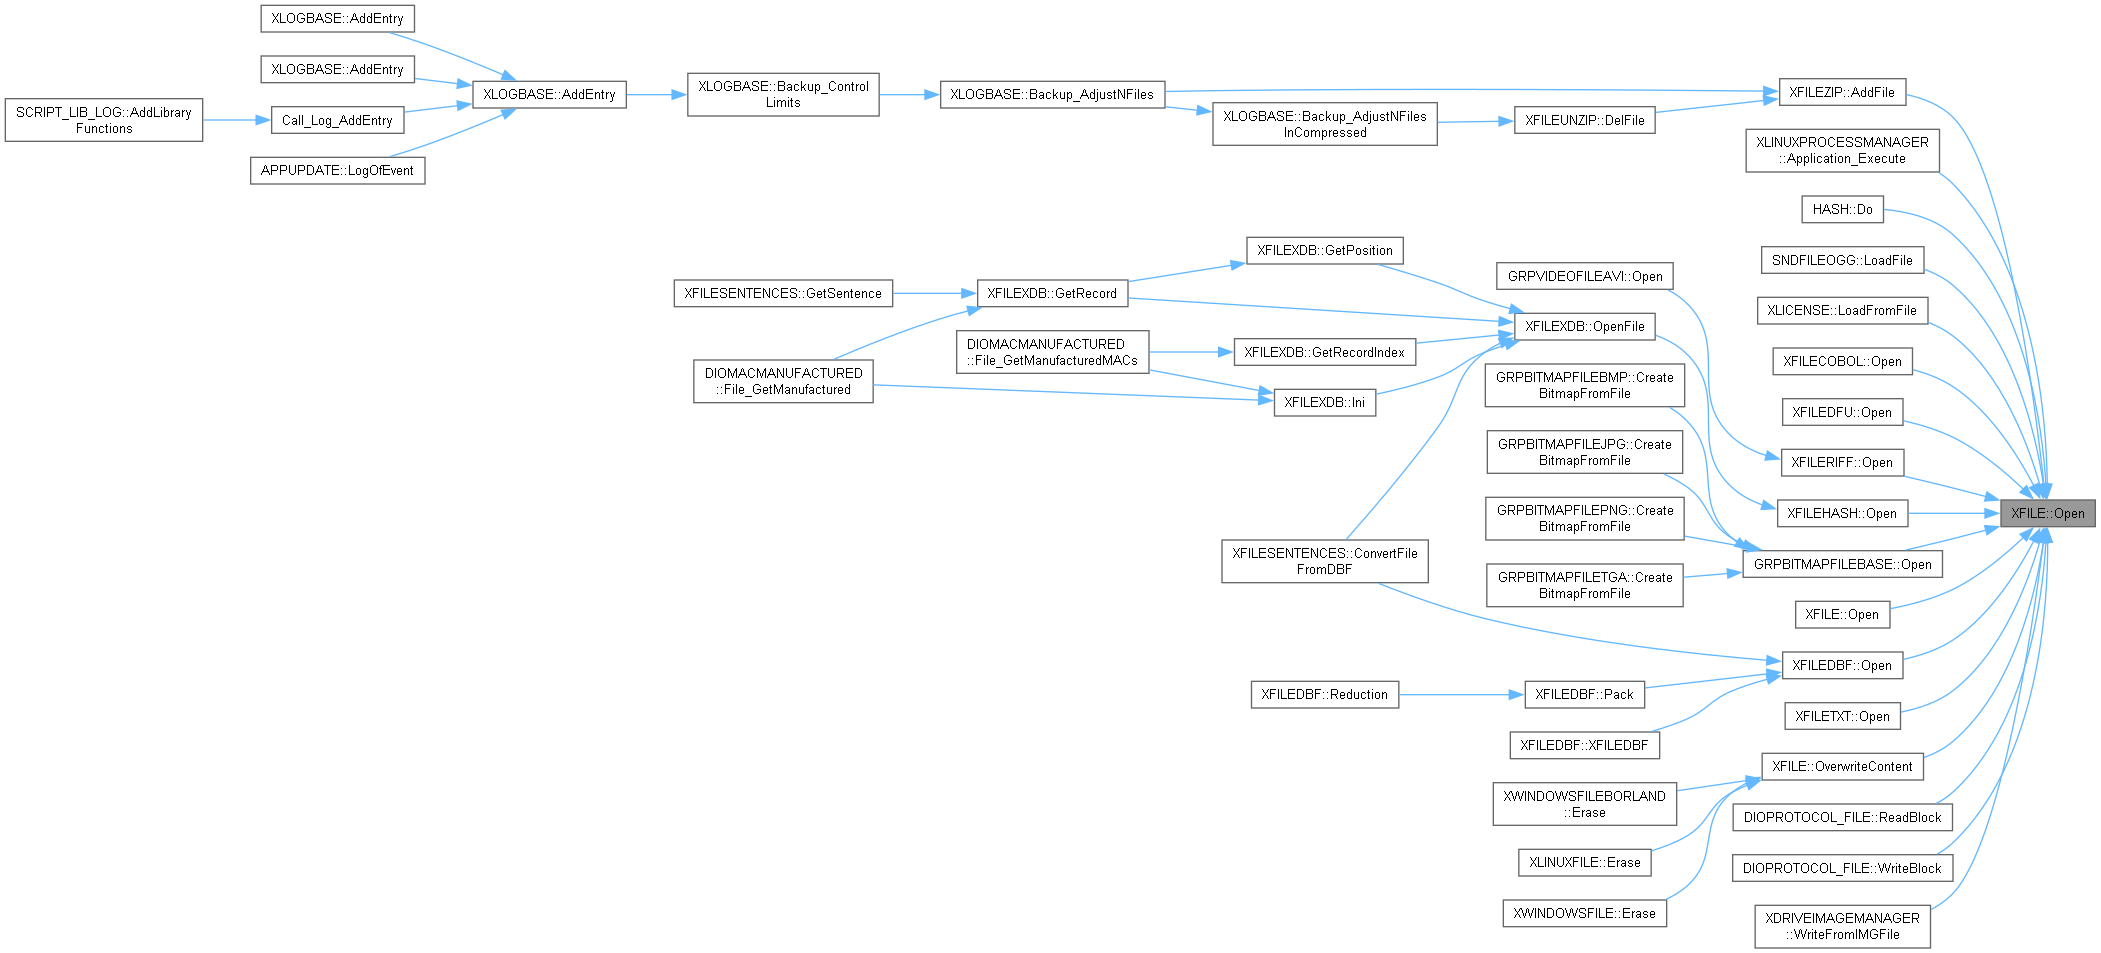 XLOGBASE::AddEntry
XLOGBASE::AddEntry
SCRIPT_LIB_LOG::AddLibrary
Functions
Call_Log_AddEntry
APPUPDATE::LogOfEvent
XLOGBASE::AddEntry
XLOGBASE::Backup_Control
Limits
XLOGBASE::Backup_AdjustNFiles
XLOGBASE::Backup_AdjustNFiles
InCompressed
XFILEUNZIP::DelFile
XFILEZIP::AddFile
XLINUXPROCESSMANAGER
::Application_Execute
HASH::Do
SNDFILEOGG::LoadFile
XLICENSE::LoadFromFile
XFILECOBOL::Open
XFILEDFU::Open
XFILERIFF::Open
XFILEHASH::Open
GRPBITMAPFILEBASE::Open
XFILE::Open
XFILEDBF::Open
XFILETXT::Open
XFILE::OverwriteContent
DIOPROTOCOL_FILE::ReadBlock
DIOPROTOCOL_FILE::WriteBlock
XDRIVEIMAGEMANAGER
::WriteFromIMGFile
XFILE::Open
XFILEXDB::GetPosition
XFILESENTENCES::GetSentence
XFILEXDB::GetRecord
GRPVIDEOFILEAVI::Open
XFILEXDB::OpenFile
DIOMACMANUFACTURED
::File_GetManufacturedMACs
XFILEXDB::GetRecordIndex
DIOMACMANUFACTURED
::File_GetManufactured
XFILEXDB::Ini
GRPBITMAPFILEBMP::Create
BitmapFromFile
GRPBITMAPFILEJPG::Create
BitmapFromFile
GRPBITMAPFILEPNG::Create
BitmapFromFile
XFILESENTENCES::ConvertFile
FromDBF
GRPBITMAPFILETGA::Create
BitmapFromFile
XFILEDBF::Reduction
XFILEDBF::Pack
XFILEDBF::XFILEDBF
XWINDOWSFILEBORLAND
::Erase
XLINUXFILE::Erase
XWINDOWSFILE::Erase